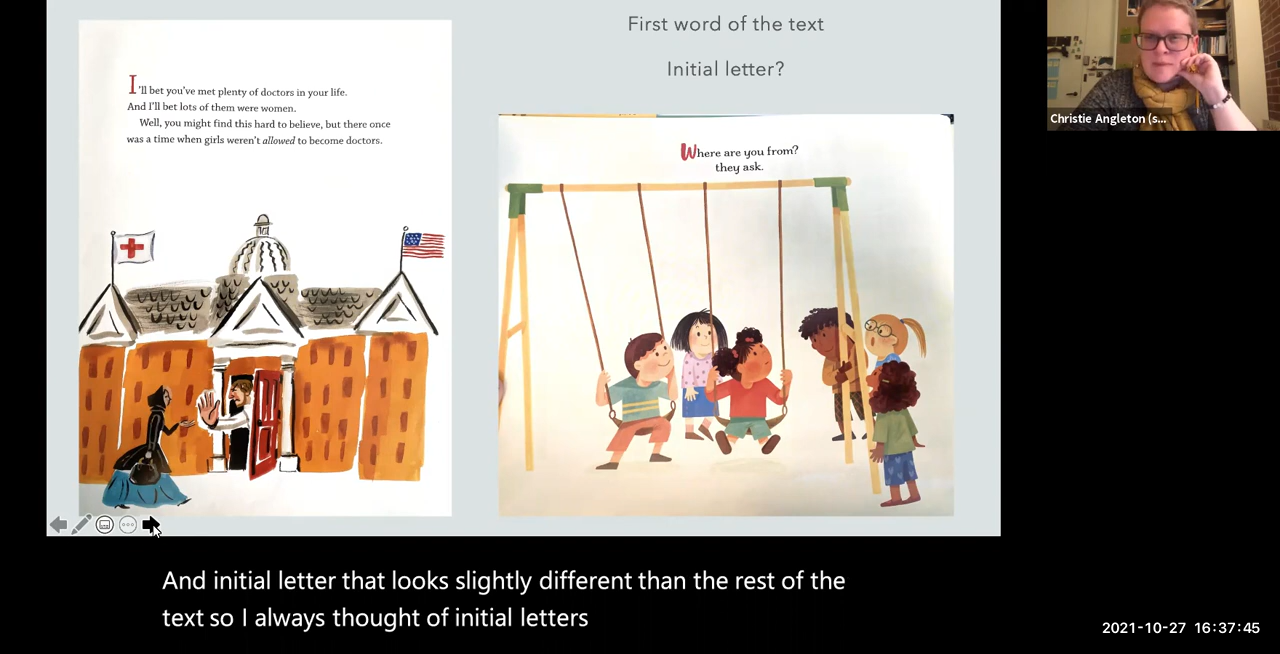 First word of the text
Initial letter?
I'll bet you've met plenty of doctors in your life.
And I'll bet lots of them were women.
Well, you might find this hard to believe, but there once
was a time when girls weren't allowed to become doctors.
Where are you from?
they ask.
Christie Angleton (s...
And initial letter that looks slightly different than the rest of the
text so I always thought of initial letters
2021-10-27 16:37:45